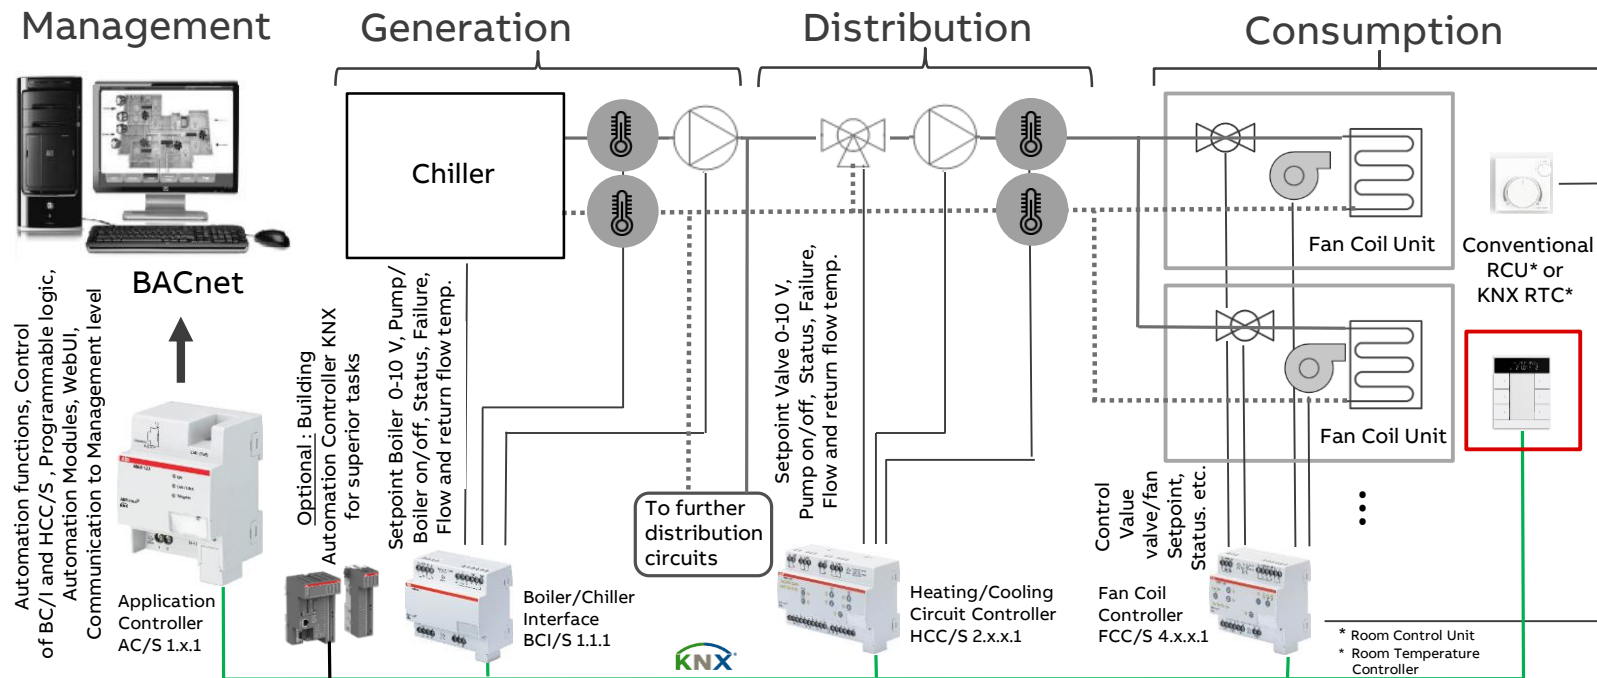 Management
Generation
Distribution
Consumption
Chiller
BACnet
Automation functions, Control
of BC/I and HCC/S , Programmable logic,
Automation Modules, WebUI,
Communication to Management level
Application
Controller
AC/S 1.x.1
Optional: Building
Automation Controller KNX
for superior tasks
Setpoint Boiler 0-10 V, Pump/
Boiler on/off, Status, Failure,
Flow and return flow temp.
Boiler/Chiller
Interface
BCI/S 1.1.1
To further
distribution
circuits
KNX
Setpoint Valve 0-10 V,
Pump on/off, Status, Failure,
Flow and return flow temp.
Heating/Cooling
Circuit Controller
HCC/S 2.x.x.1
Fan Coil Unit
Fan Coil Unit
Control
Value
valve/fan
Setpoint,
Status. etc.
Fan Coil
Controller
FCC/S 4.x.x.1
Conventional
RCU* or
KNX RTC*
* Room Control Unit
* Room Temperature
Controller